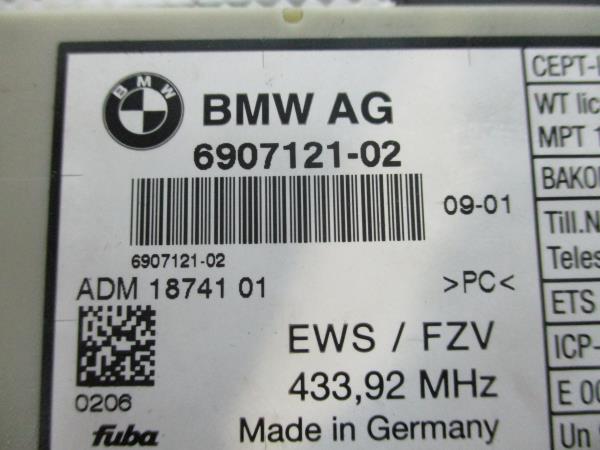 BMW
BMW AG
6907121-02
09-01
6907121-02
ADM 18741 01
>PC<
EWS / FZV
433,92 MHz
0206
fuba
Made in Germany
CEPT-
WT lic
MPT 1
BAKO
Till.N
Teles
ETS
ICP-
E 00
Un